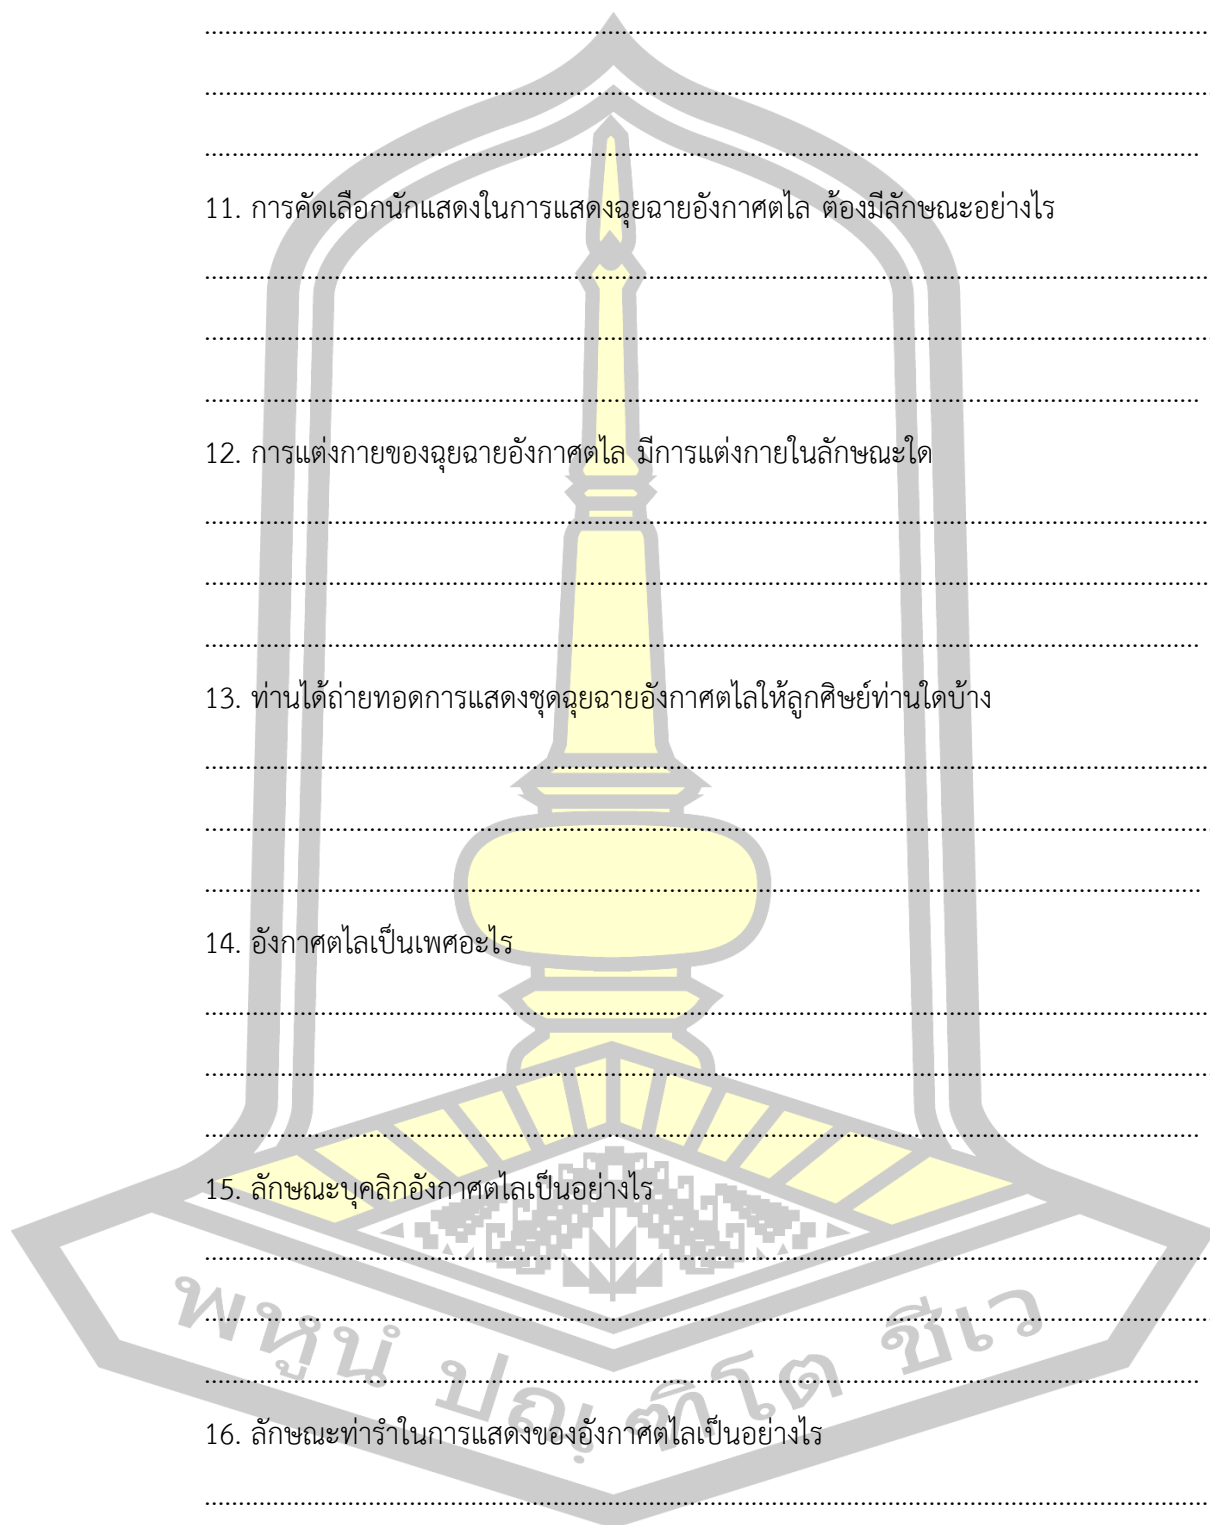 11. การคัดเลือกนักแสดงในการแสดงฉุยฉายอังกาศตไล ต้องมีลักษณะอย่างไร
12. การแต่งกายของฉุยฉายอังกาศตไล มีการแต่งกายในลักษณะใด
13. ท่านได้ถ่ายทอดการแสดงชุดฉุยฉายอังกาศตไลให้ลูกศิษย์ท่านใดบ้าง
14. อังกาศตไลเป็นเพศอะไร
15. ลักษณะบุคลิกอังกาศตไลเป็นอย่างไร
พหูนํ ปณฺฑิโต ชีเว
16. ลักษณะท่ารำในการแสดงของอังกาศตไลเป็นอย่างไร